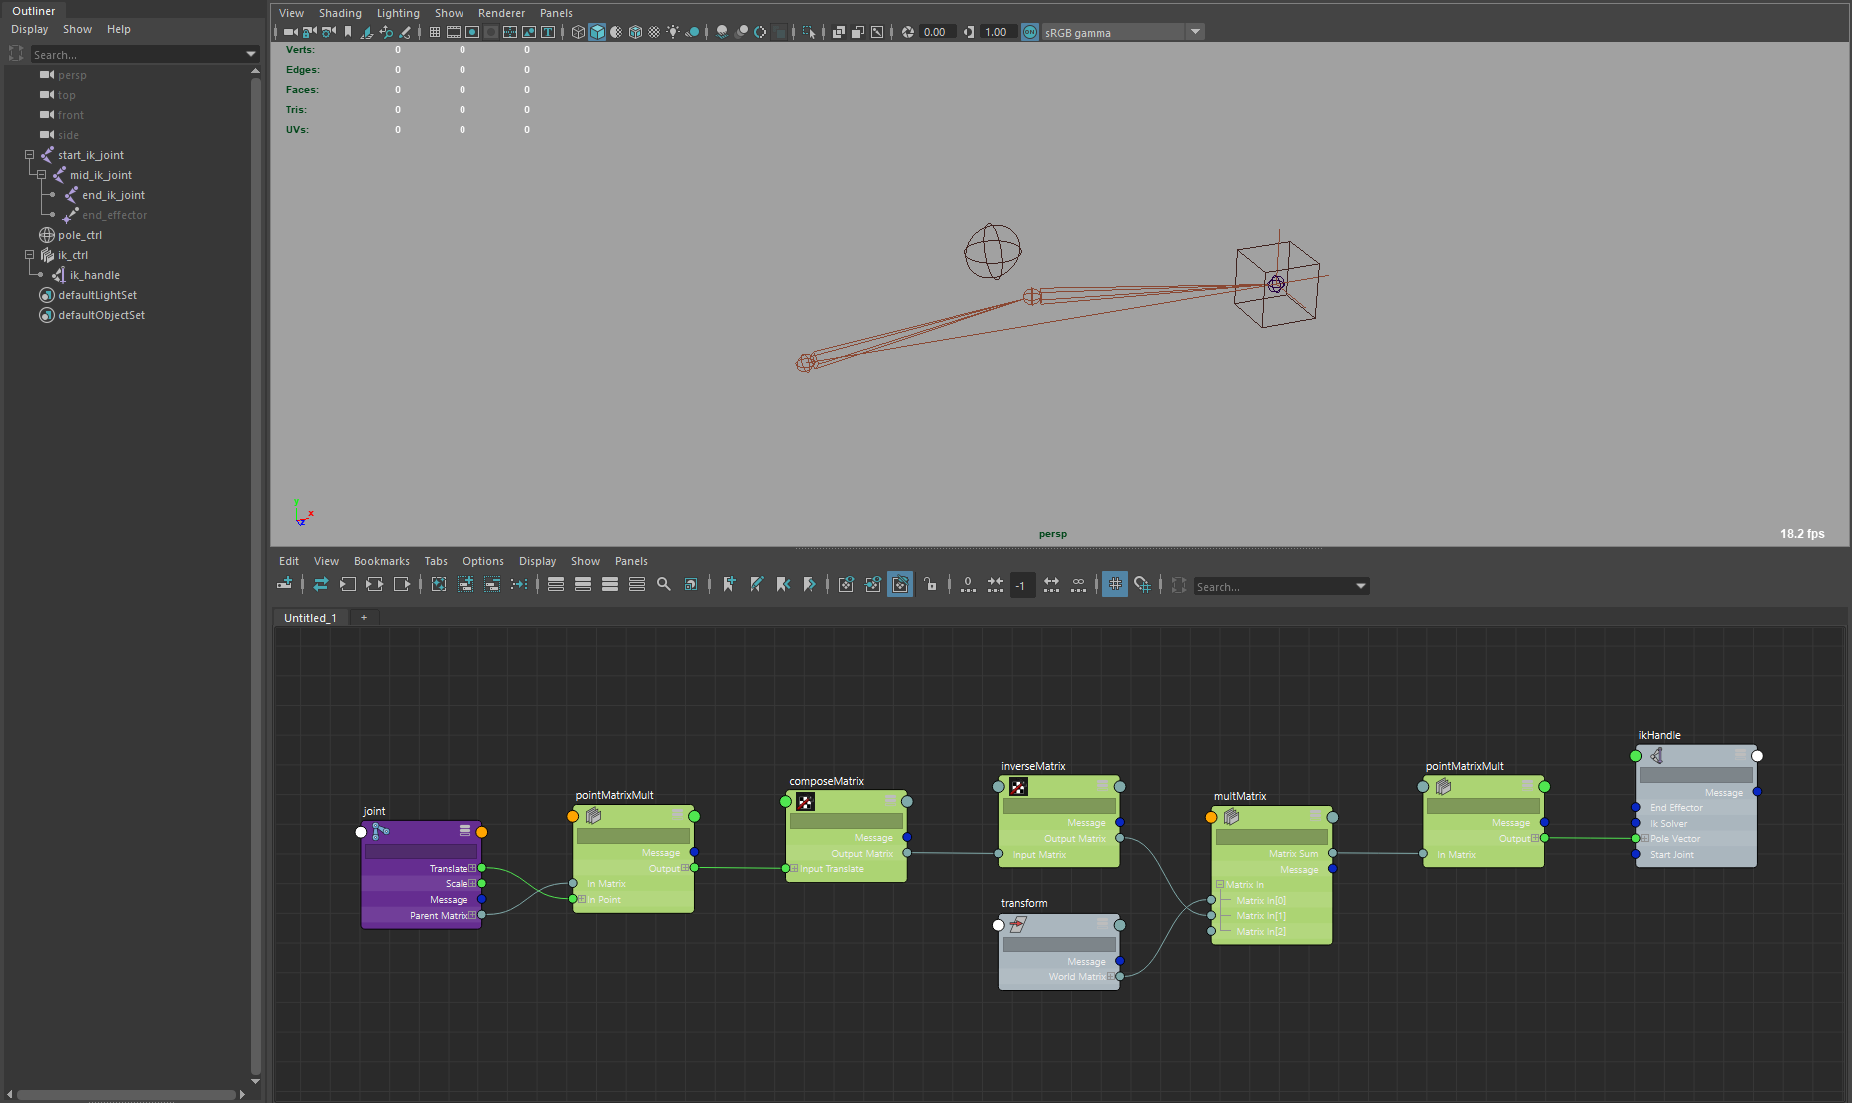 Outliner
Display Show Help
Search...
persp
top
front
side
start_ik_joint
mid_ik_joint
end_ik_joint
end_effector
pole_ctrl
ik_ctrl
ik_handle
defaultLightSet
defaultObjectSet
View Shading Lighting Show Renderer Panels
0.00 1.00 ON sRGB gamma
Verts: 0 0 0
Edges: 0 0 0
Faces: 0 0 0
Tris: 0 0 0
UVs: 0 0 0
Y
x
z
persp
18.2 fps
Edit View Bookmarks Tabs Options Display Show Panels
0 -1 ∞ Search...
Untitled_1 +
joint
Translate
Scale
Message
Parent Matrix
pointMatrixMult
Message
Output
In Matrix
In Point
composeMatrix
Message
Output Matrix
Input Translate
inverseMatrix
Message
Output Matrix
Input Matrix
transform
Message
World Matrix
multMatrix
Matrix Sum
Message
Matrix In
Matrix In[0]
Matrix In[1]
Matrix In[2]
pointMatrixMult
Message
Output
In Matrix
ikHandle
Message
End Effector
Ik Solver
Pole Vector
Start Joint